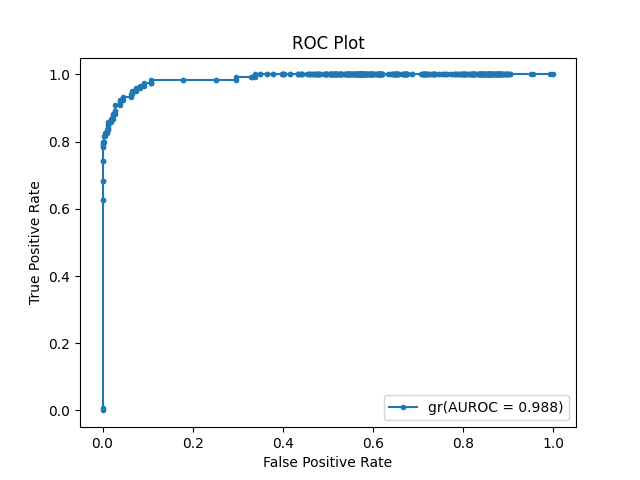 ROC Plot
True Positive Rate
1.0
0.8
0.6
0.4
0.2
0.0
gr(AUROC = 0.988)
0.0 0.2 0.4 0.6 0.8 1.0
False Positive Rate